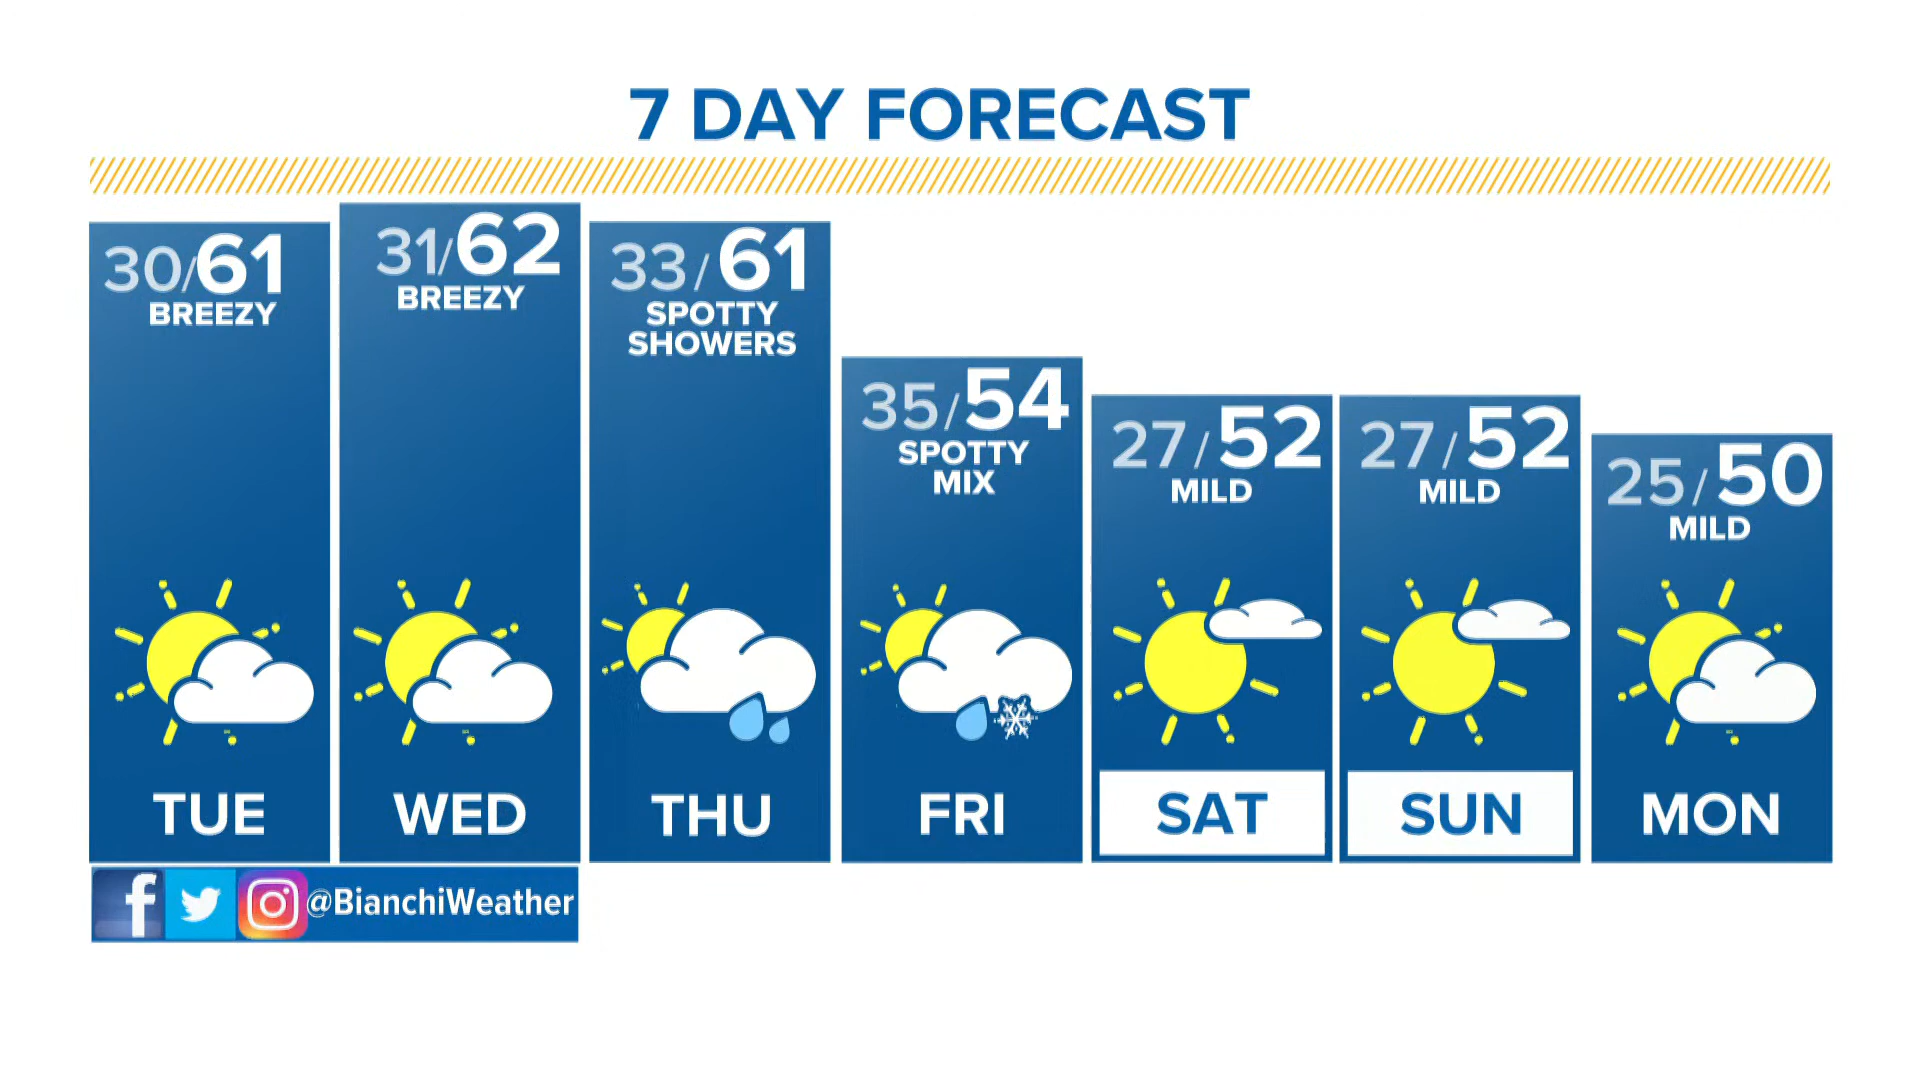 7 DAY FORECAST
30/61
BREEZY
TUE
31/62
BREEZY
WED
33/61
SPOTTY
SHOWERS
THU
35/54
SPOTTY
MIX
FRI
27/52
MILD
SAT
27/52
MILD
SUN
25/50
MILD
MON
@BianchiWeather